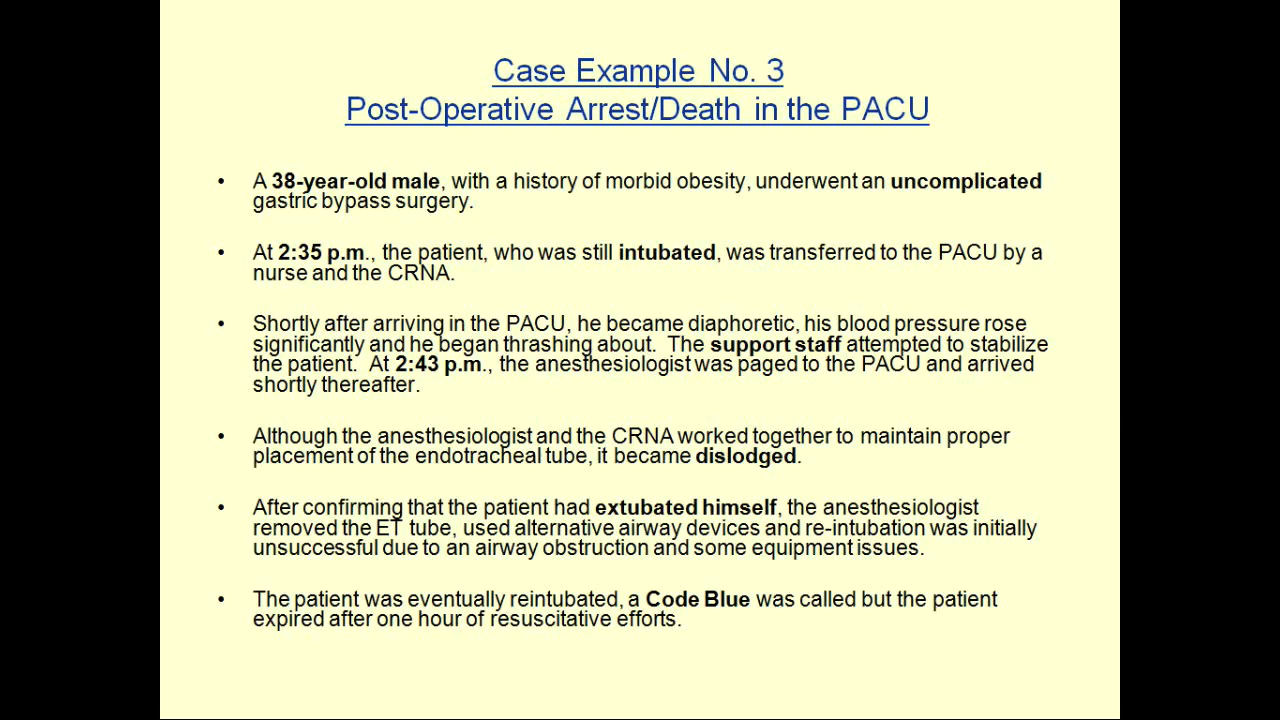 Case Example No. 3
Post-Operative Arrest/Death in the PACU
• A 38-year-old male, with a history of morbid obesity, underwent an uncomplicated
gastric bypass surgery.
• At 2:35 p.m., the patient, who was still intubated, was transferred to the PACU by a
nurse and the CRNA.
• Shortly after arriving in the PACU, he became diaphoretic, his blood pressure rose
significantly and he began thrashing about. The support staff attempted to stabilize
the patient. At 2:43 p.m., the anesthesiologist was paged to the PACU and arrived
shortly thereafter.
• Although the anesthesiologist and the CRNA worked together to maintain proper
placement of the endotracheal tube, it became dislodged.
• After confirming that the patient had extubated himself, the anesthesiologist
removed the ET tube, used alternative airway devices and re-intubation was initially
unsuccessful due to an airway obstruction and some equipment issues.
• The patient was eventually reintubated, a Code Blue was called but the patient
expired after one hour of resuscitative efforts.